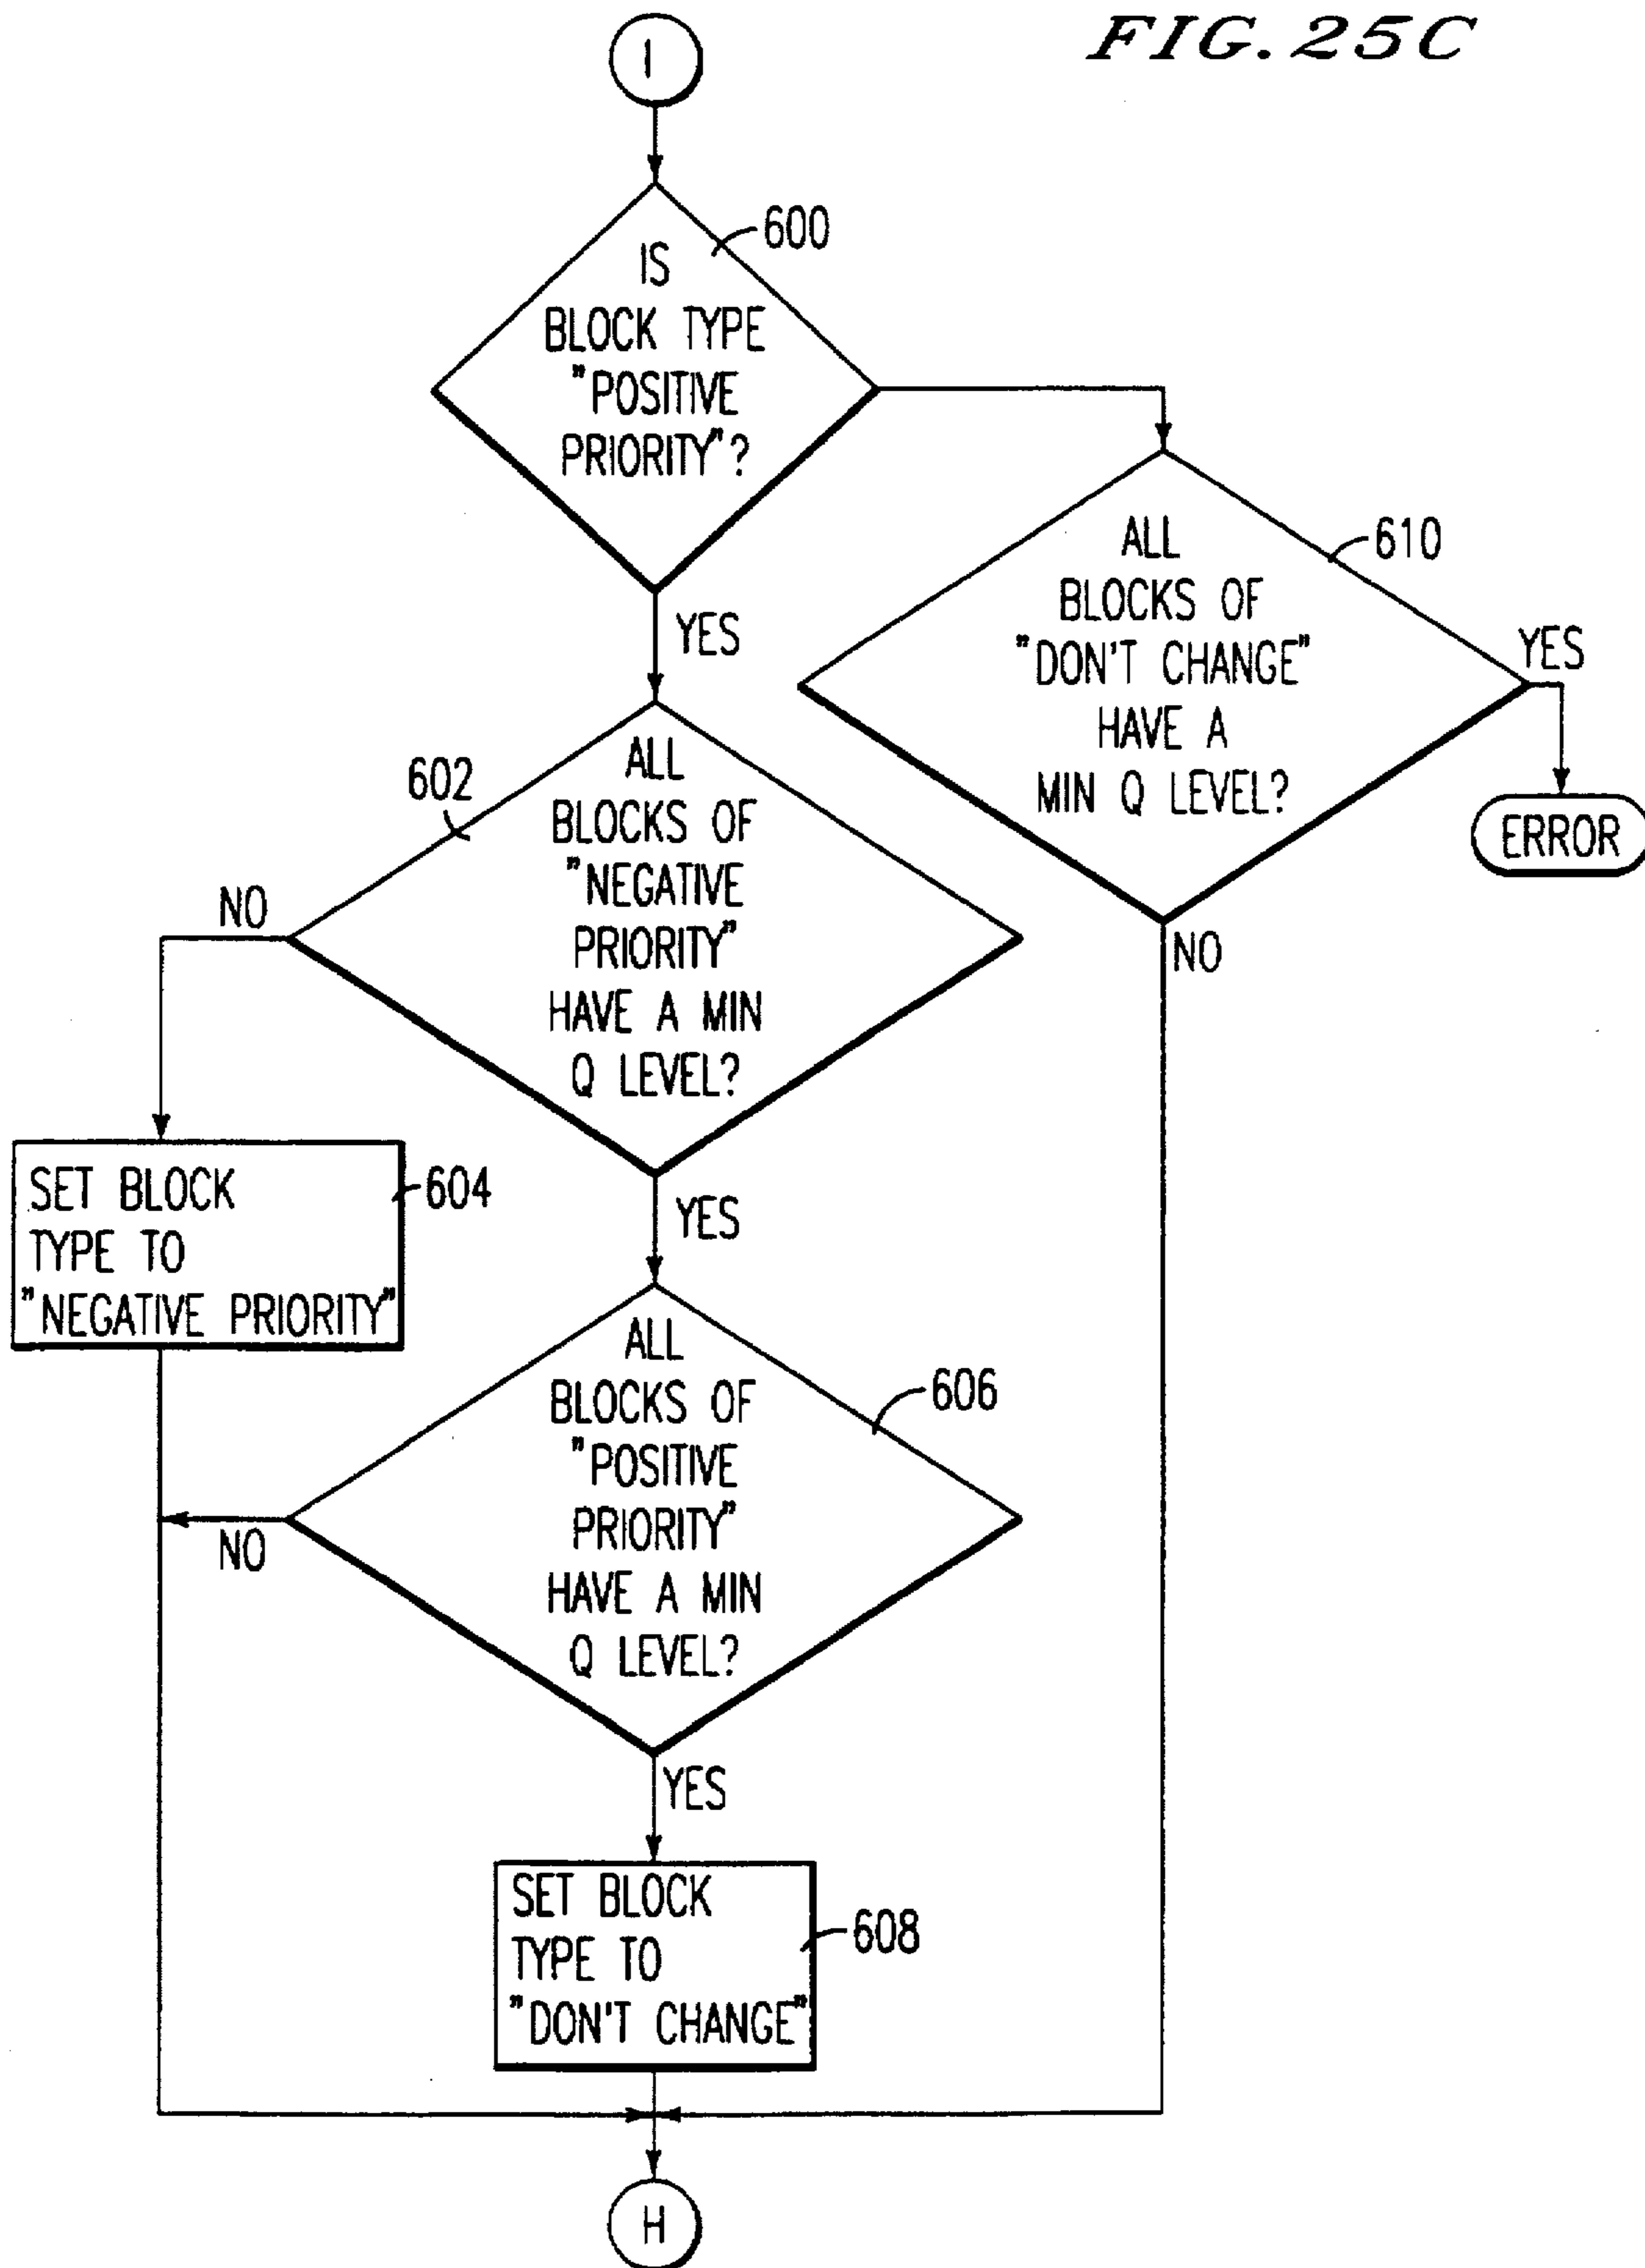 FIG. 25C
I
600
IS
BLOCK TYPE
"POSITIVE
PRIORITY"?
YES
610
ALL
BLOCKS OF
"DON'T CHANGE"
HAVE A
MIN Q LEVEL?
YES
ERROR
NO
602
ALL
BLOCKS OF
"NEGATIVE
PRIORITY"
HAVE A MIN
Q LEVEL?
NO
YES
604
SET BLOCK
TYPE TO
"NEGATIVE PRIORITY"
606
ALL
BLOCKS OF
"POSITIVE
PRIORITY"
HAVE A MIN
Q LEVEL?
NO
YES
608
SET BLOCK
TYPE TO
"DON'T CHANGE"
H